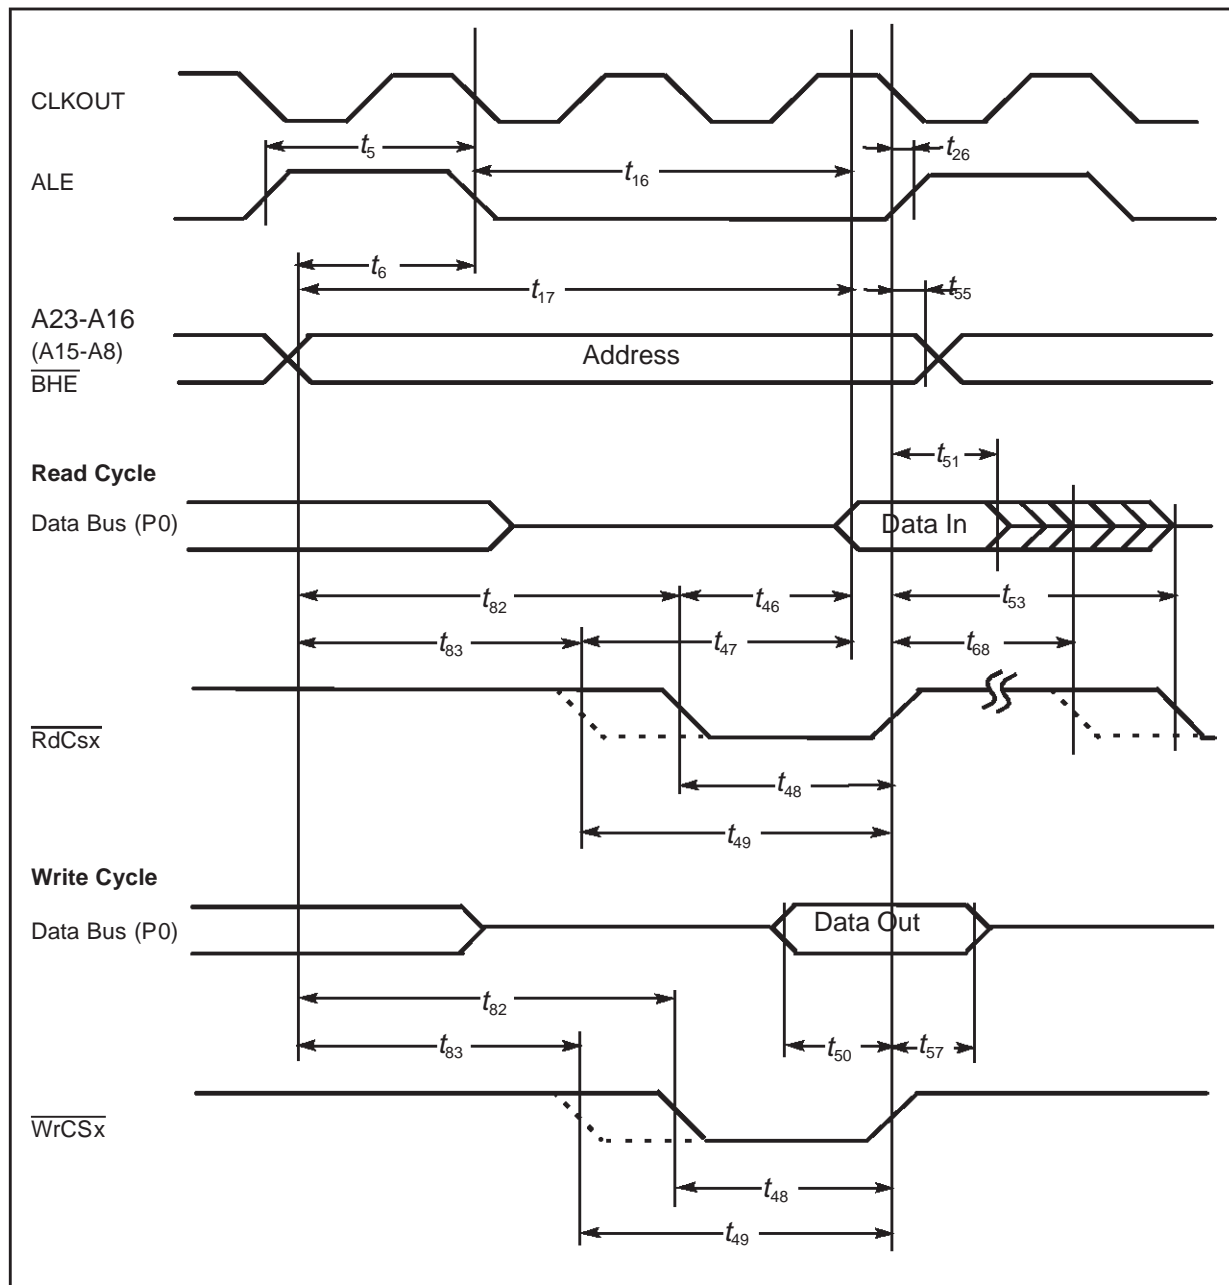 CLKOUT
t5
t26
ALE
t16
t6
t17
t55
A23-A16
(A15-A8)
BHE
Address
t51
Read Cycle
Data Bus (P0)
Data In
t82
t46
t53
t83
t47
t68
RdCsx
t48
t49
Write Cycle
Data Bus (P0)
Data Out
t82
t83
t50
t57
WrCSx
t48
t49